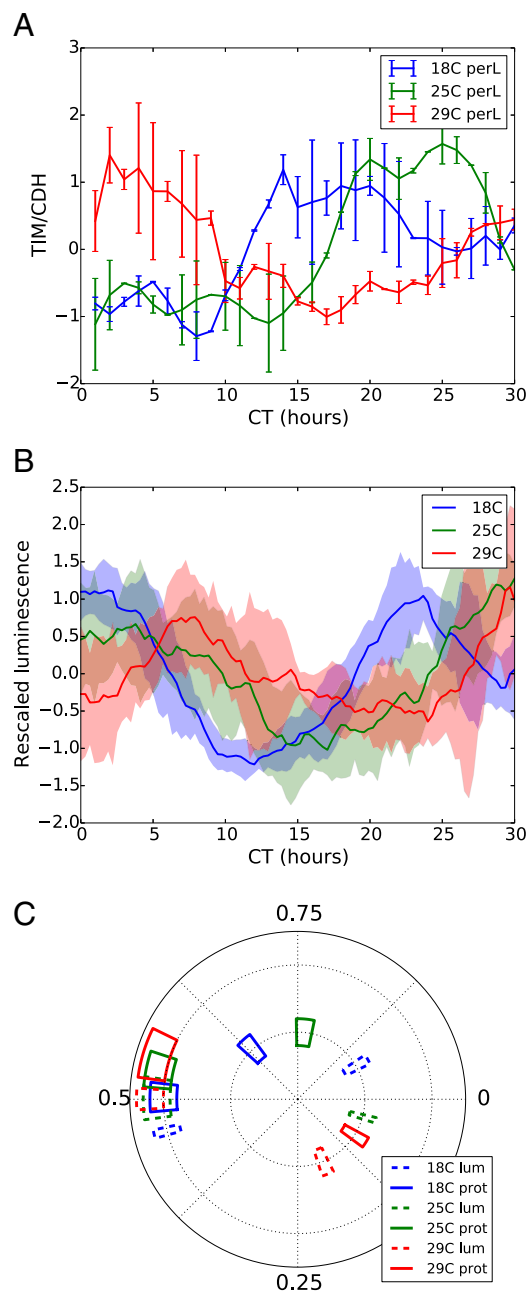 A
3
2
1
0
−1
−2
TIM/CDH
18C perL
25C perL
29C perL
0 5 10 15 20 25 30
CT (hours)
B
2.5
2.0
1.5
1.0
0.5
0.0
−0.5
−1.0
−1.5
−2.0
Rescaled luminescence
18C
25C
29C
0 5 10 15 20 25 30
CT (hours)
C
0.75
0.5
0
0.25
18C lum
18C prot
25C lum
25C prot
29C lum
29C prot